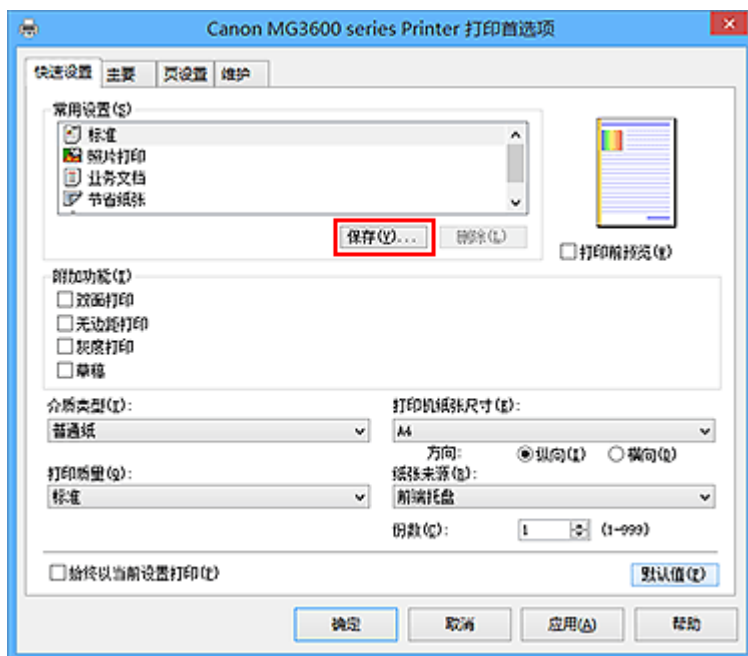 Canon MG3600 series Printer 打印首选项
快速设置 主要 页设置 维护
常用设置(S)
标准
照片打印
业务文档
节省纸张
保存(V)... 删除(L)
打印前预览(W)
附加功能(I)
双面打印
无边距打印
灰度打印
草稿
介质类型(I): 打印机纸张尺寸(E):
普通纸 A4
方向: 纵向(I) 横向(Q)
打印质量(Q): 纸张来源(B):
标准 前端托盘
份数(C): 1 (1-999)
始终以当前设置打印(t)
默认值(F)
确定 取消 应用(A) 帮助